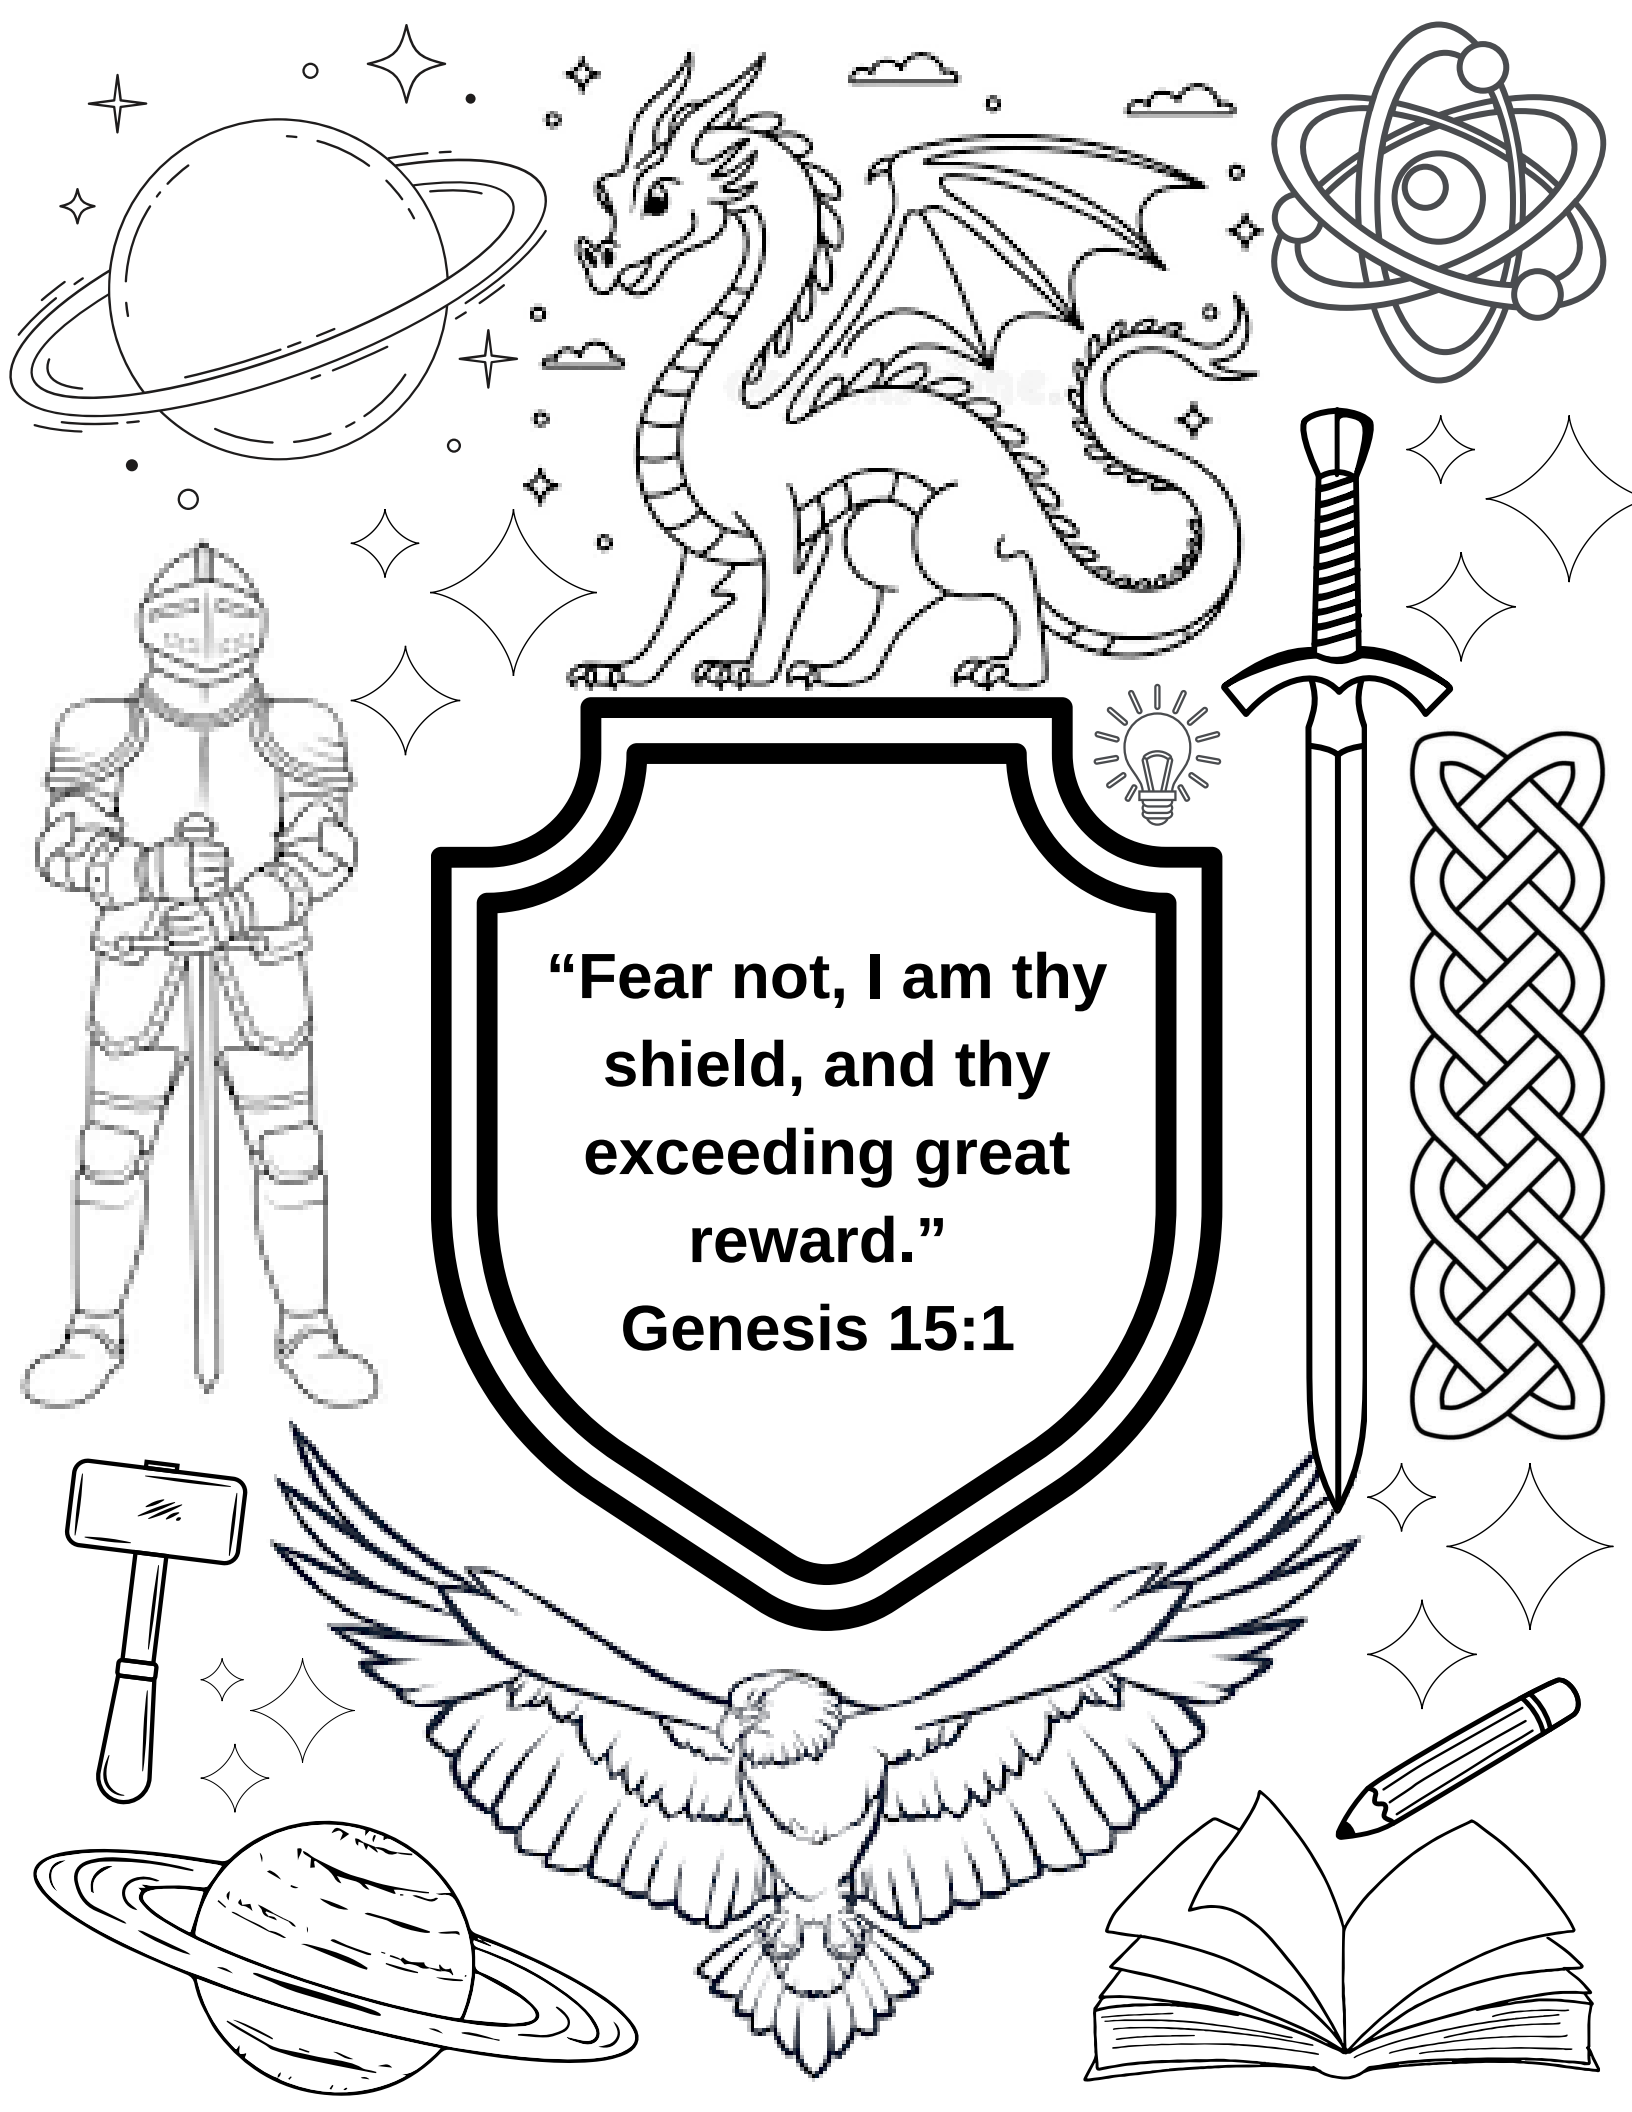 “Fear not, I am thy
shield, and thy
exceeding great
reward.”
Genesis 15:1